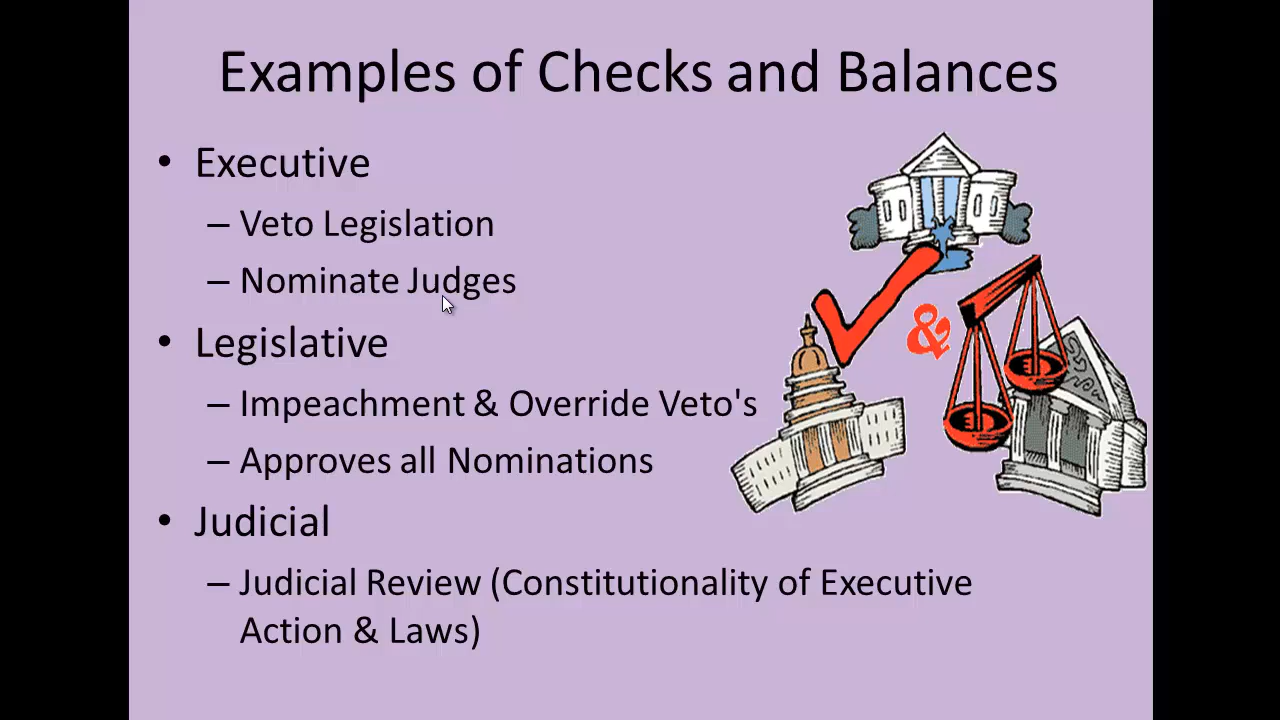 Examples of Checks and Balances
• Executive
– Veto Legislation
– Nominate Judges
• Legislative
– Impeachment & Override Veto's
– Approves all Nominations
• Judicial
– Judicial Review (Constitutionality of Executive
Action & Laws)
&